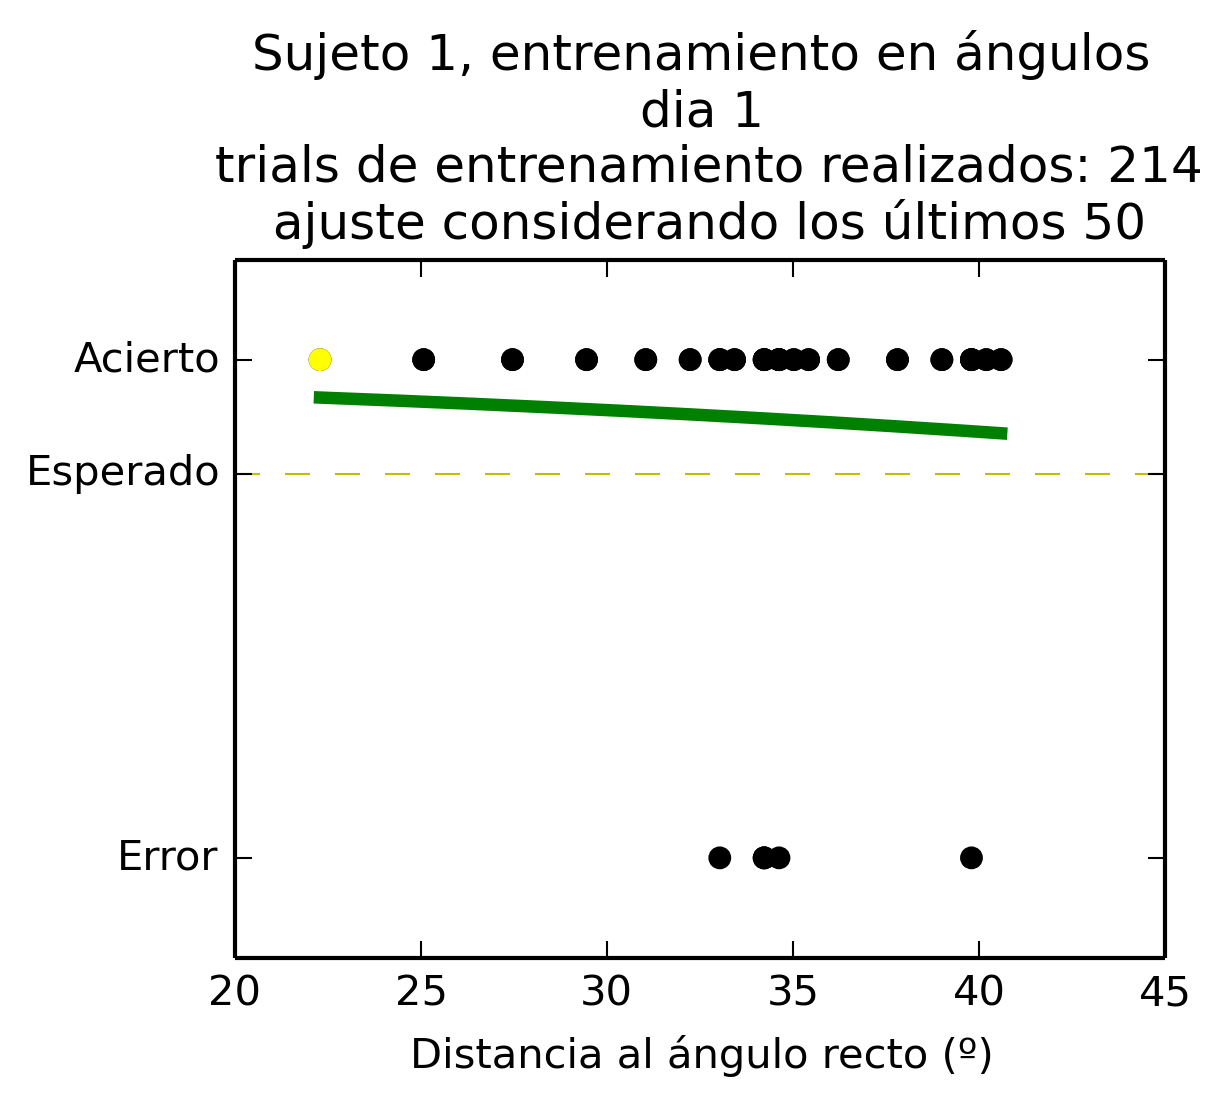 Sujeto 1, entrenamiento en ángulos
dia 1
trials de entrenamiento realizados: 214
ajuste considerando los últimos 50
Acierto
Esperado
Error
20 25 30 35 40 45
Distancia al ángulo recto (º)